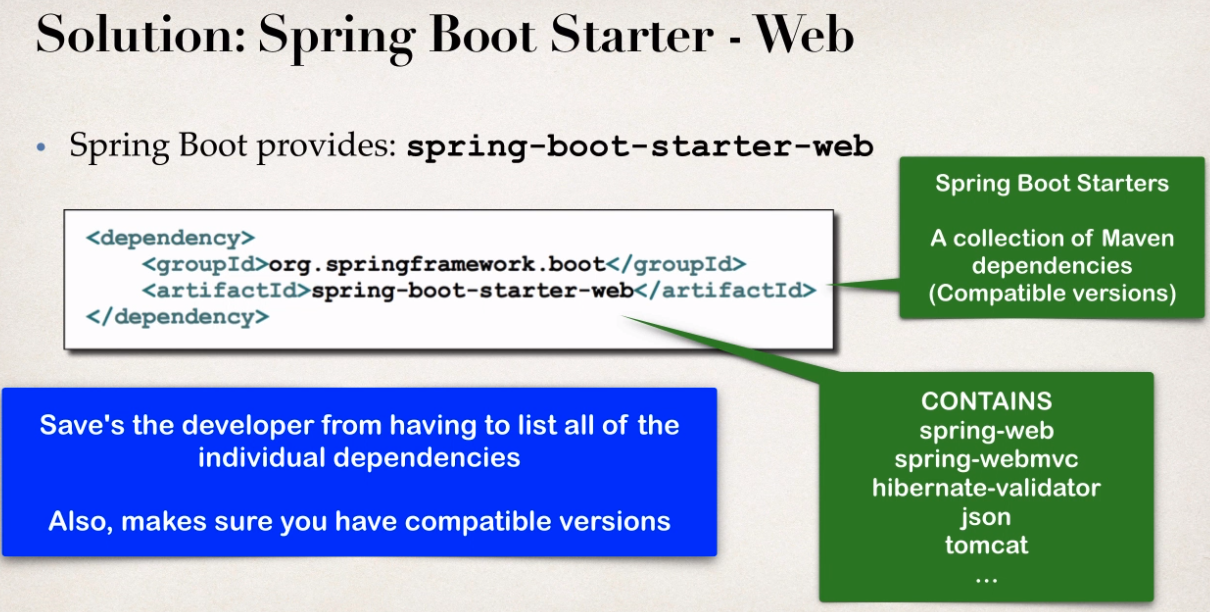 Solution: Spring Boot Starter - Web
• Spring Boot provides: spring-boot-starter-web
<dependency>
    <groupId>org.springframework.boot</groupId>
    <artifactId>spring-boot-starter-web</artifactId>
</dependency>
Spring Boot Starters
A collection of Maven
dependencies
(Compatible versions)
Save's the developer from having to list all of the
individual dependencies
Also, makes sure you have compatible versions
CONTAINS
spring-web
spring-webmvc
hibernate-validator
json
tomcat
...